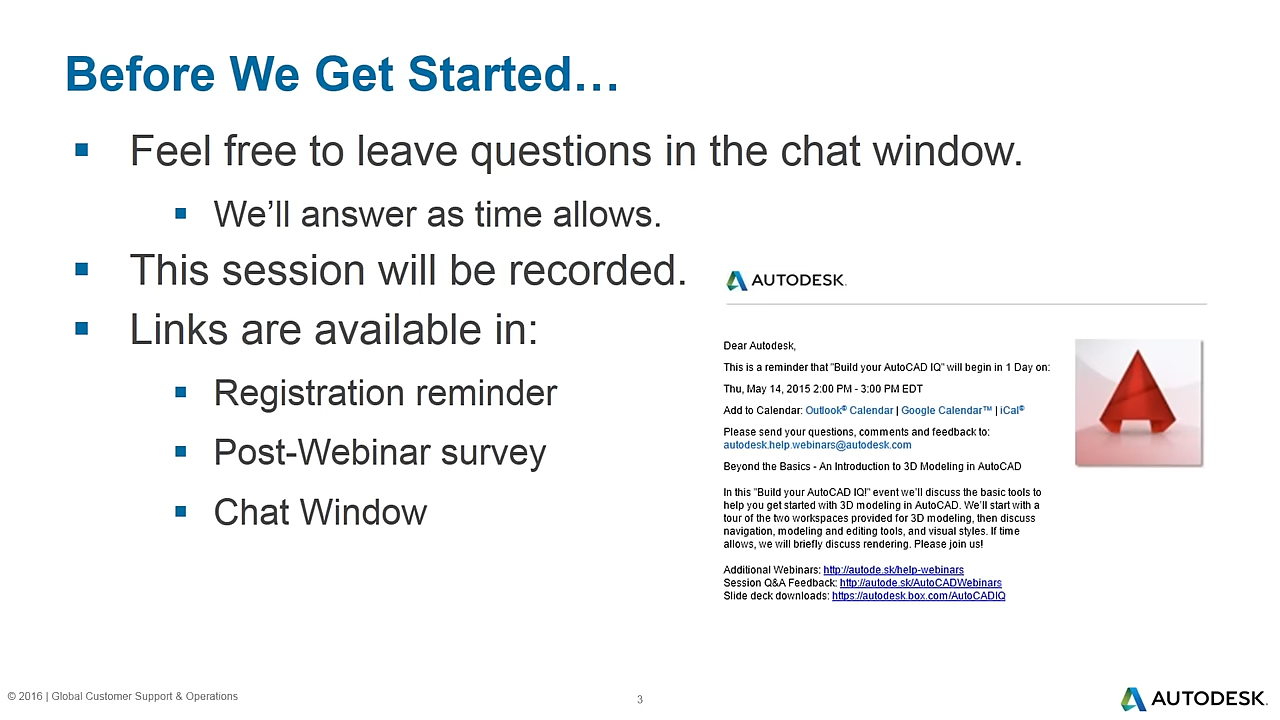 Before We Get Started…
▪ Feel free to leave questions in the chat window.
▪ We'll answer as time allows.
▪ This session will be recorded.
▪ Links are available in:
▪ Registration reminder
▪ Post-Webinar survey
▪ Chat Window
AUTODESK.
Dear Autodesk,
This is a reminder that "Build your AutoCAD IQ" will begin in 1 Day on:
Thu, May 14, 2015 2:00 PM - 3:00 PM EDT
Add to Calendar: Outlook® Calendar | Google Calendar™ | iCal®
Please send your questions, comments and feedback to:
autodesk.help.webinars@autodesk.com
Beyond the Basics - An Introduction to 3D Modeling in AutoCAD
In this "Build your AutoCAD IQ!" event we'll discuss the basic tools to
help you get started with 3D modeling in AutoCAD. We'll start with a
tour of the two workspaces provided for 3D modeling, then discuss
navigation, modeling and editing tools, and visual styles. If time
allows, we will briefly discuss rendering. Please join us!
Additional Webinars: http://autode.sk/help-webinars
Session Q&A Feedback: http://autode.sk/AutoCADWebinars
Slide deck downloads: https://autodesk.box.com/AutoCADIQ
© 2016 | Global Customer Support & Operations
3
AUTODESK.